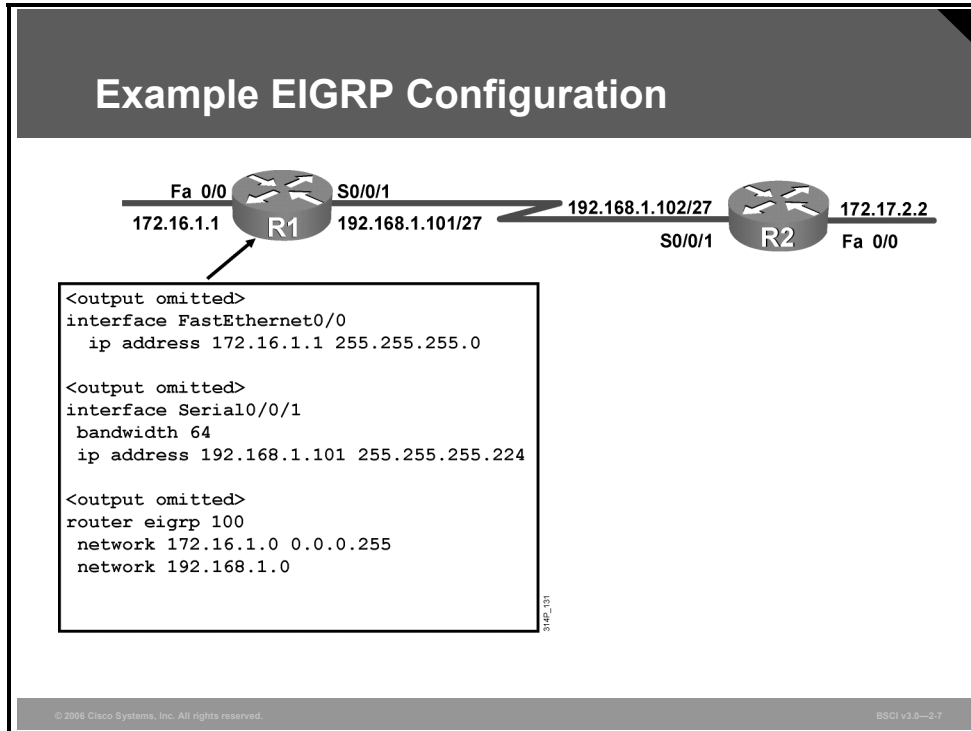 Example EIGRP Configuration
Fa 0/0
S0/0/1
172.16.1.1
R1
192.168.1.101/27
192.168.1.102/27
S0/0/1
R2
172.17.2.2
Fa 0/0
<output omitted>
interface FastEthernet0/0
ip address 172.16.1.1 255.255.255.0
<output omitted>
interface Serial0/0/1
bandwidth 64
ip address 192.168.1.101 255.255.255.224
<output omitted>
router eigrp 100
network 172.16.1.0 0.0.0.255
network 192.168.1.0
314P_131
© 2006 Cisco Systems, Inc. All rights reserved.
BSCI v3.0—2-7